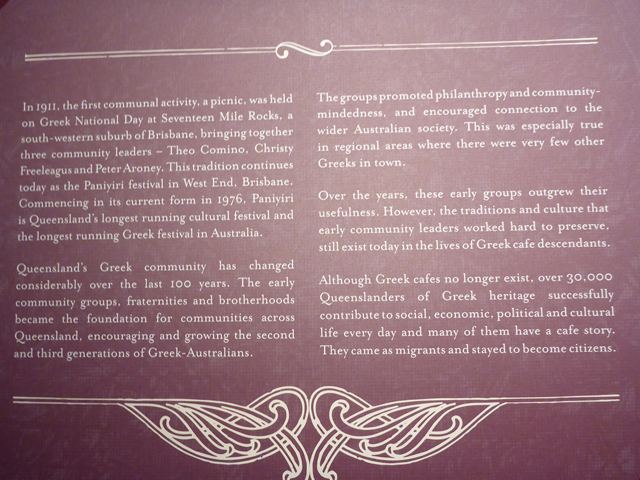 In 1911, the first communal activity, a picnic, was held
on Greek National Day at Seventeen Mile Rocks, a
south-western suburb of Brisbane, bringing together
three community leaders – Theo Comino, Christy
Freeleagus and Peter Aroney. This tradition continues
today as the Paniyiri festival in West End, Brisbane.
Commencing in its current form in 1976, Paniyiri
is Queensland's longest running cultural festival and
the longest running Greek festival in Australia.
Queensland's Greek community has changed
considerably over the last 100 years. The early
community groups, fraternities and brotherhoods
became the foundation for communities across
Queensland, encouraging and growing the second
and third generations of Greek-Australians.
The groups promoted philanthropy and community-
mindedness, and encouraged connection to the
wider Australian society. This was especially true
in regional areas where there were very few other
Greeks in town.
Over the years, these early groups outgrew their
usefulness. However, the traditions and culture that
early community leaders worked hard to preserve,
still exist today in the lives of Greek cafe descendants.
Although Greek cafes no longer exist, over 30,000
Queenslanders of Greek heritage successfully
contribute to social, economic, political and cultural
life every day and many of them have a cafe story.
They came as migrants and stayed to become citizens.